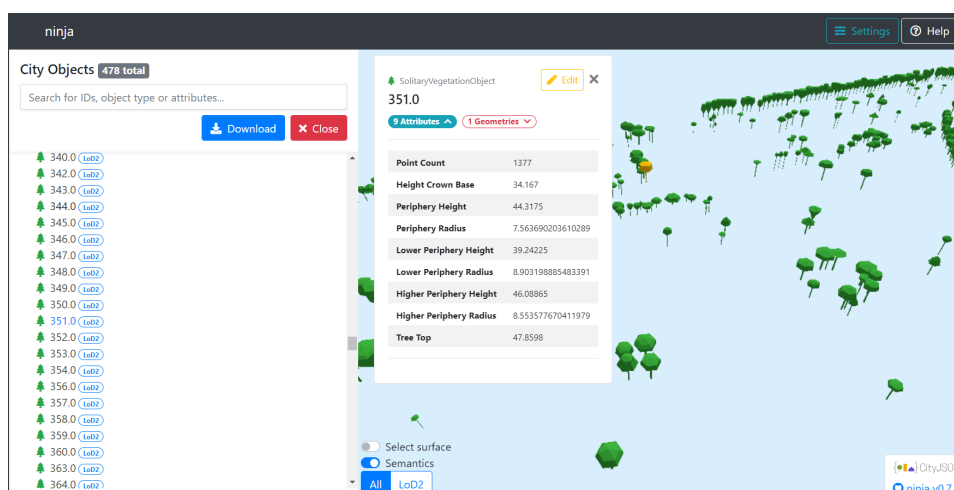 ninja
Settings
Help
City Objects 478 total
Search for IDs, object type or attributes...
Download
Close
340.0 LoD2
342.0 LoD2
343.0 LoD2
344.0 LoD2
345.0 LoD2
346.0 LoD2
347.0 LoD2
348.0 LoD2
349.0 LoD2
350.0 LoD2
351.0 LoD2
352.0 LoD2
353.0 LoD2
354.0 LoD2
356.0 LoD2
357.0 LoD2
358.0 LoD2
359.0 LoD2
360.0 LoD2
363.0 LoD2
364.0 LoD2
SolitaryVegetationObject
Edit
351.0
9 Attributes
1 Geometries
Point Count 1377
Height Crown Base 34.167
Periphery Height 44.3175
Periphery Radius 7.563690203610289
Lower Periphery Height 39.24225
Lower Periphery Radius 8.903198885483391
Higher Periphery Height 46.08865
Higher Periphery Radius 8.553577670411979
Tree Top 47.8598
Select surface
Semantics
All LoD2
CityJSO
ninja v0.7